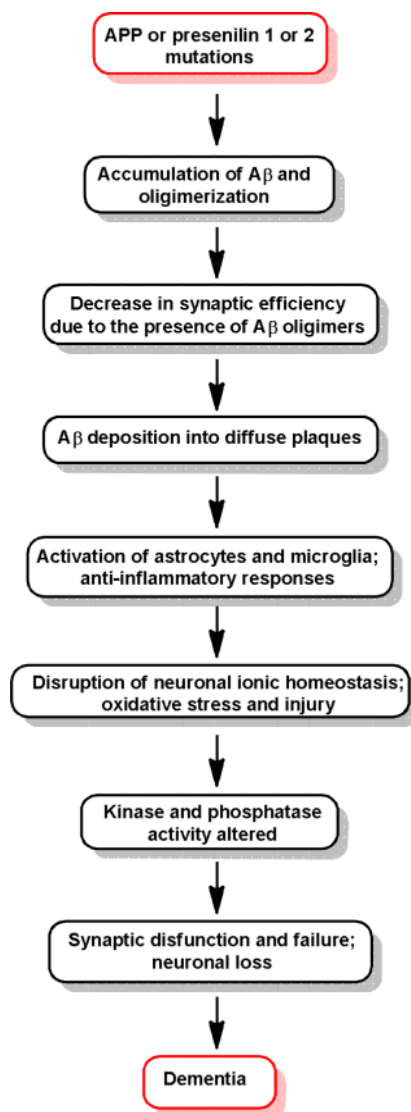 APP or presenilin 1 or 2
mutations
Accumulation of Aβ and
oligimerization
Decrease in synaptic efficiency
due to the presence of Aβ oligimers
Aβ deposition into diffuse plaques
Activation of astrocytes and microglia;
anti-inflammatory responses
Disruption of neuronal ionic homeostasis;
oxidative stress and injury
Kinase and phosphatase
activity altered
Synaptic disfunction and failure;
neuronal loss
Dementia